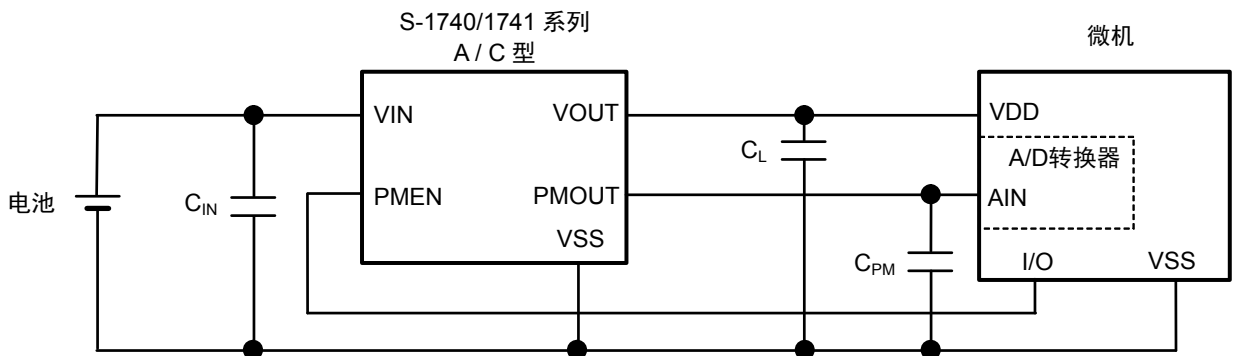 S-1740/1741 系列
A / C 型
微机
VIN
VOUT
VDD
A/D转换器
C_L
电池
C_IN
PMEN
PMOUT
AIN
VSS
C_PM
I/O
VSS